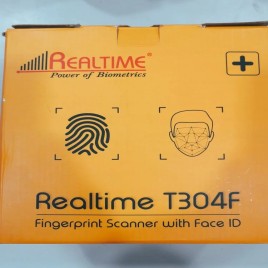 REALTIME
Power of Biometrics
Realtime T304F
Fingerprint Scanner with Face ID